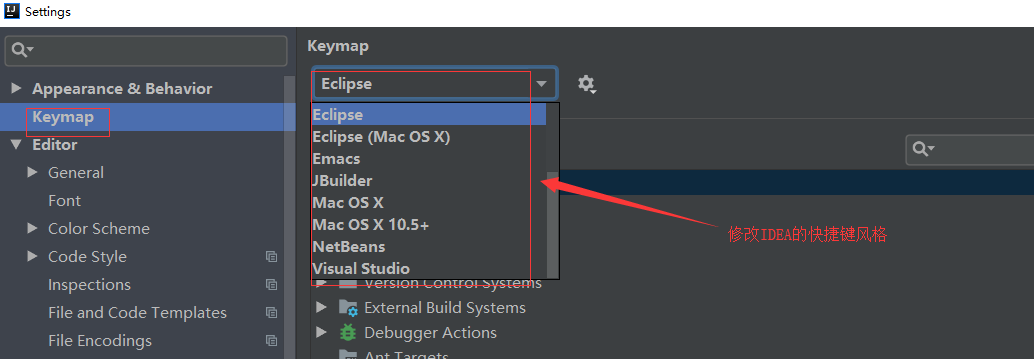 IJ
Settings
Appearance & Behavior
Keymap
Editor
General
Font
Color Scheme
Code Style
Inspections
File and Code Templates
File Encodings
Keymap
Eclipse
Eclipse
Eclipse (Mac OS X)
Emacs
JBuilder
Mac OS X
Mac OS X 10.5+
NetBeans
Visual Studio
Version Control Systems
External Build Systems
Debugger Actions
Ant Targets
修改IDEA的快捷键风格